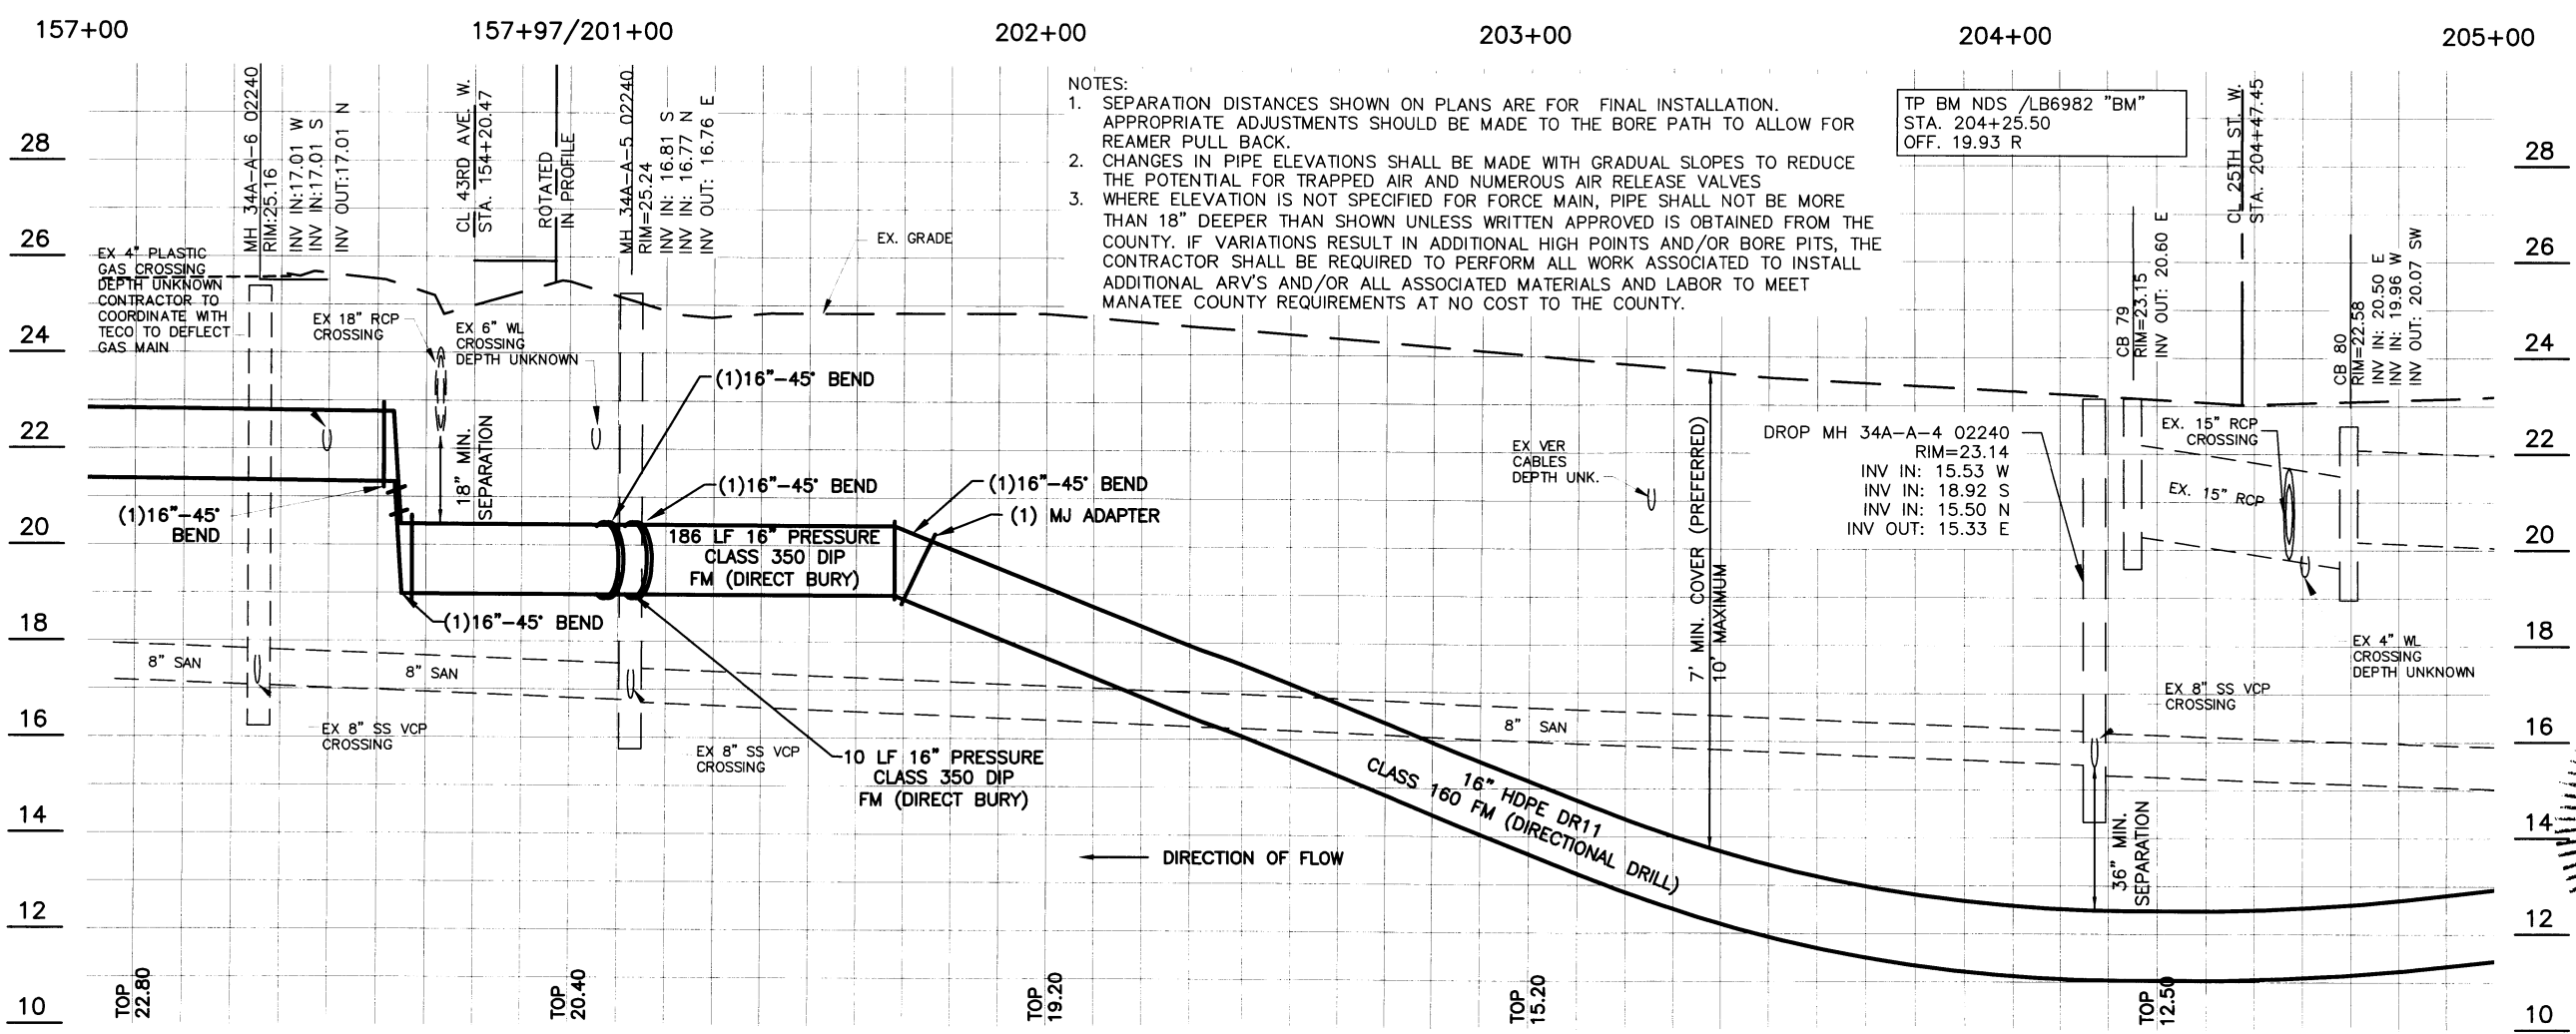 157+00
157+97/201+00
202+00
203+00
204+00
205+00
NOTES:
1. SEPARATION DISTANCES SHOWN ON PLANS ARE FOR FINAL INSTALLATION.
APPROPRIATE ADJUSTMENTS SHOULD BE MADE TO THE BORE PATH TO ALLOW FOR
REAMER PULL BACK.
2. CHANGES IN PIPE ELEVATIONS SHALL BE MADE WITH GRADUAL SLOPES TO REDUCE
THE POTENTIAL FOR TRAPPED AIR AND NUMEROUS AIR RELEASE VALVES
3. WHERE ELEVATION IS NOT SPECIFIED FOR FORCE MAIN, PIPE SHALL NOT BE MORE
THAN 18" DEEPER THAN SHOWN UNLESS WRITTEN APPROVED IS OBTAINED FROM THE
COUNTY. IF VARIATIONS RESULT IN ADDITIONAL HIGH POINTS AND/OR BORE PITS, THE
CONTRACTOR SHALL BE REQUIRED TO PERFORM ALL WORK ASSOCIATED TO INSTALL
ADDITIONAL ARV'S AND/OR ALL ASSOCIATED MATERIALS AND LABOR TO MEET
MANATEE COUNTY REQUIREMENTS AT NO COST TO THE COUNTY.
TP BM NDS /LB6982 "BM"
STA. 204+25.50
OFF. 19.93 R
28
26
24
22
20
18
16
14
12
10
MH 34A-A-6 02240
RIM:25.16
INV IN:17.01 W
INV IN:17.01 S
INV OUT:17.01 N
CL 43RD AVE. W.
STA. 154+20.47
ROTATED
IN PROFILE
MH 34A-A-5 02240
RIM=25.24
INV IN: 16.81 S
INV IN: 16.77 N
INV OUT: 16.76 E
EX. GRADE
EX 4" PLASTIC
GAS CROSSING
DEPTH UNKNOWN
CONTRACTOR TO
COORDINATE WITH
TECO TO DEFLECT
GAS MAIN
EX 18" RCP
CROSSING
EX 6" WL
CROSSING
DEPTH UNKNOWN
18" MIN.
SEPARATION
(1)16"-45° BEND
(1)16"-45° BEND
(1)16"-45° BEND
(1) MJ ADAPTER
(1)16"-45°
BEND
(1)16"-45° BEND
186 LF 16" PRESSURE
CLASS 350 DIP
FM (DIRECT BURY)
8" SAN
8" SAN
EX 8" SS VCP
CROSSING
EX 8" SS VCP
CROSSING
10 LF 16" PRESSURE
CLASS 350 DIP
FM (DIRECT BURY)
DIRECTION OF FLOW
16" HDPE DR11
CLASS 160 FM (DIRECTIONAL DRILL)
8" SAN
EX VER
CABLES
DEPTH UNK.
7' MIN. COVER (PREFERRED)
10' MAXIMUM
DROP MH 34A-A-4 02240
RIM=23.14
INV IN: 15.53 W
INV IN: 18.92 S
INV IN: 15.50 N
INV OUT: 15.33 E
CB 79
RIM=23.15
INV OUT: 20.60 E
CL 25TH ST. W.
STA. 204+47.45
CB 80
RIM=22.58
INV IN: 20.50 E
INV IN: 19.96 W
INV OUT: 20.07 SW
EX. 15" RCP
CROSSING
EX. 15" RCP
EX 4" WL
CROSSING
DEPTH UNKNOWN
EX 8" SS VCP
CROSSING
36" MIN.
SEPARATION
TOP
22.80
TOP
20.40
TOP
19.20
TOP
15.20
TOP
12.50
28
26
24
22
20
18
16
14
12
10